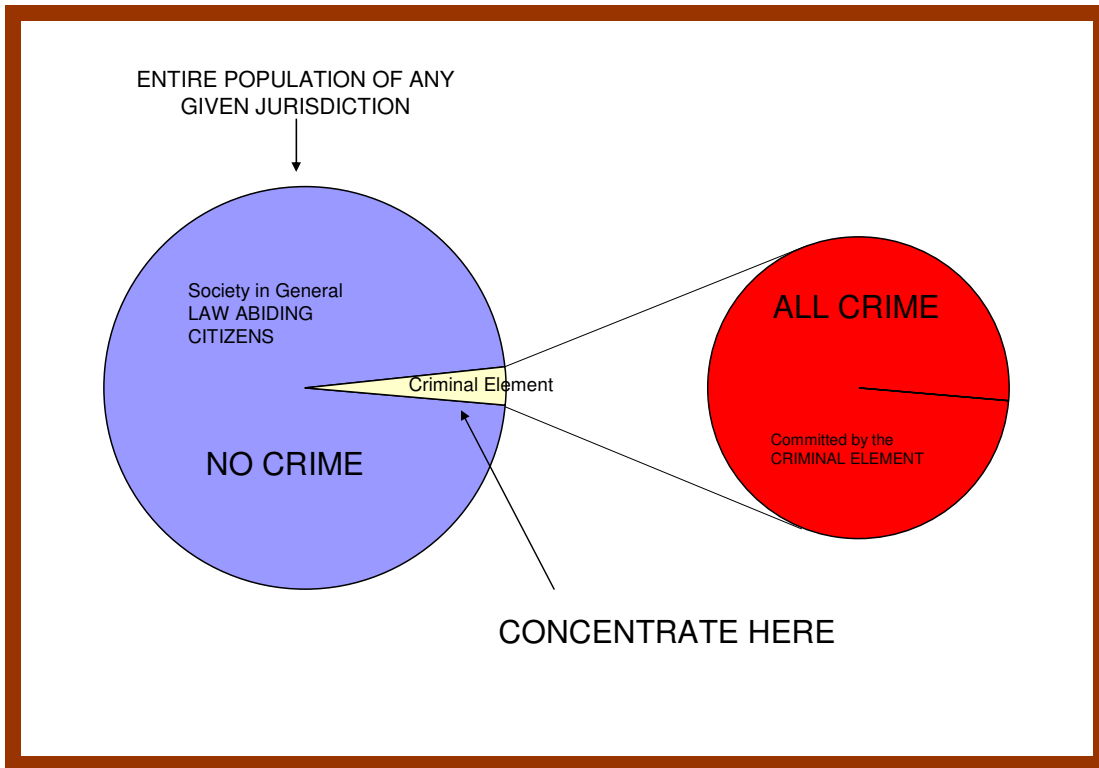 ENTIRE POPULATION OF ANY
GIVEN JURISDICTION
Society in General
LAW ABIDING
CITIZENS
Criminal Element
NO CRIME
ALL CRIME
Committed by the
CRIMINAL ELEMENT
CONCENTRATE HERE